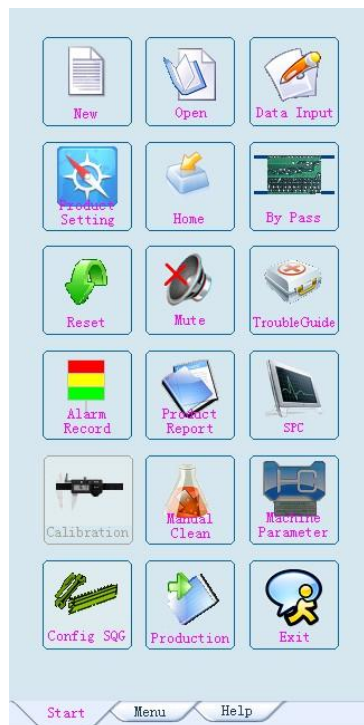 New
Open
Data Input
Product
Setting
Home
By Pass
Reset
Mute
TroubleGuide
Alarm
Record
Product
Report
SPC
Calibration
Manual
Clean
Machine
Parameter
Config SQG
Production
Exit
Start
Menu
Help